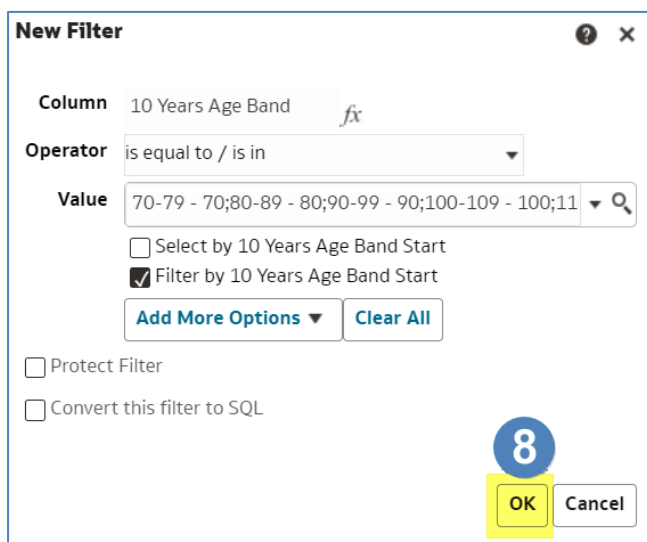 New Filter
Column 10 Years Age Band fx
Operator is equal to / is in
Value 70-79 - 70;80-89 - 80;90-99 - 90;100-109 - 100;11
Select by 10 Years Age Band Start
Filter by 10 Years Age Band Start
Add More Options Clear All
Protect Filter
Convert this filter to SQL
8
OK Cancel